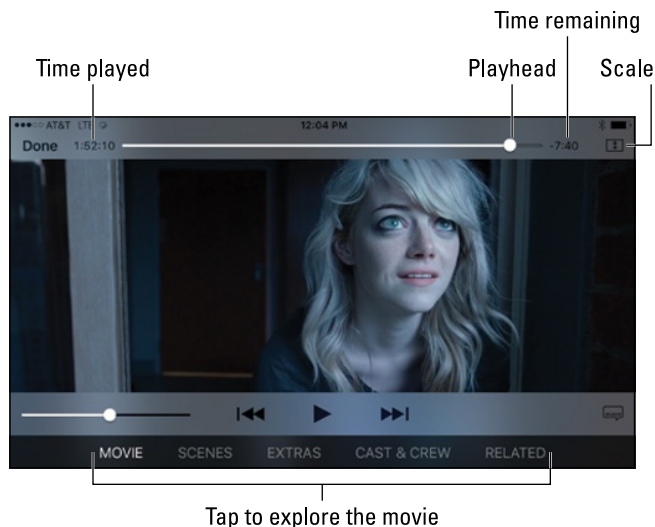 Time remaining
Time played
Playhead
Scale
AT&T LTE
12:04 PM
Done
1:52:10
-7:40
MOVIE
SCENES
EXTRAS
CAST & CREW
RELATED
Tap to explore the movie